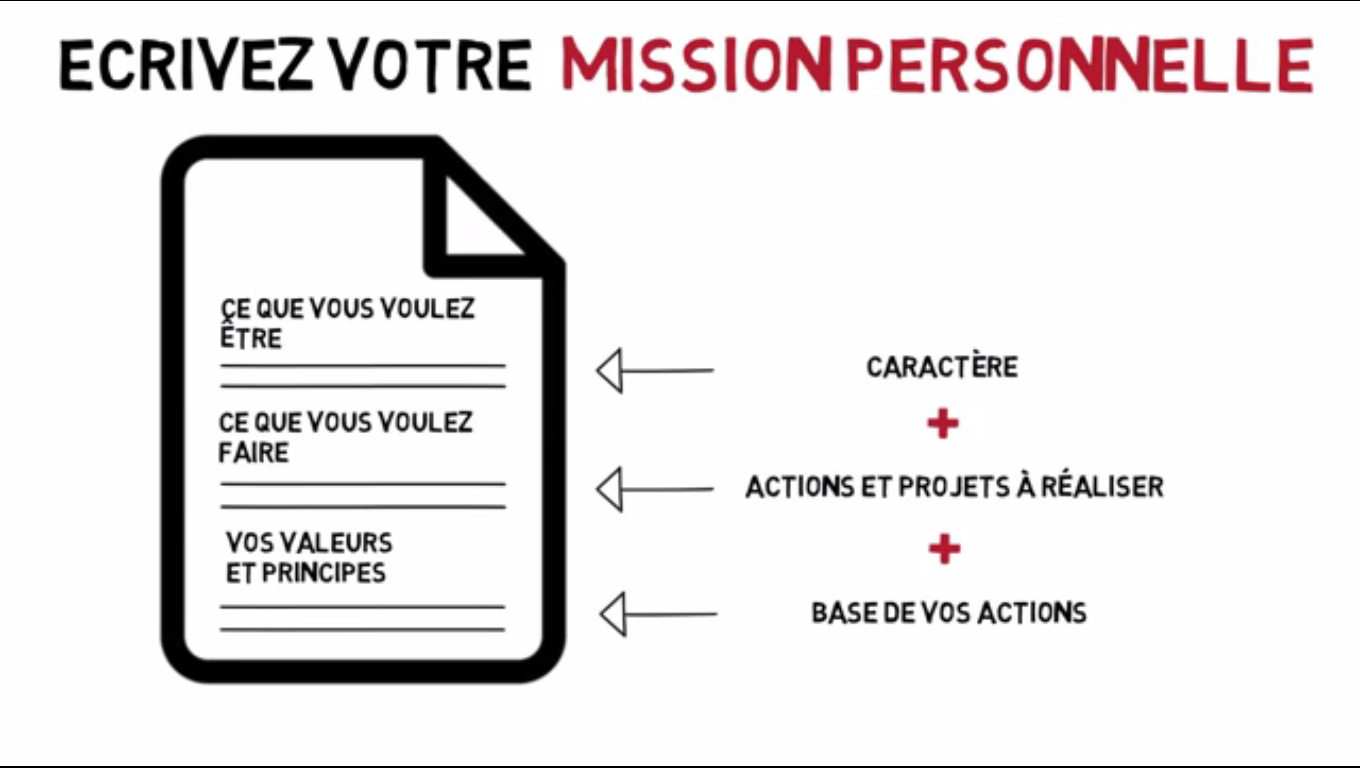 ECRIVEZ VOTRE MISSION PERSONNELLE
CE QUE VOUS VOULEZ
ÊTRE
CARACTÈRE
+
CE QUE VOUS VOULEZ
FAIRE
ACTIONS ET PROJETS À RÉALISER
+
VOS VALEURS
ET PRINCIPES
BASE DE VOS ACTIONS